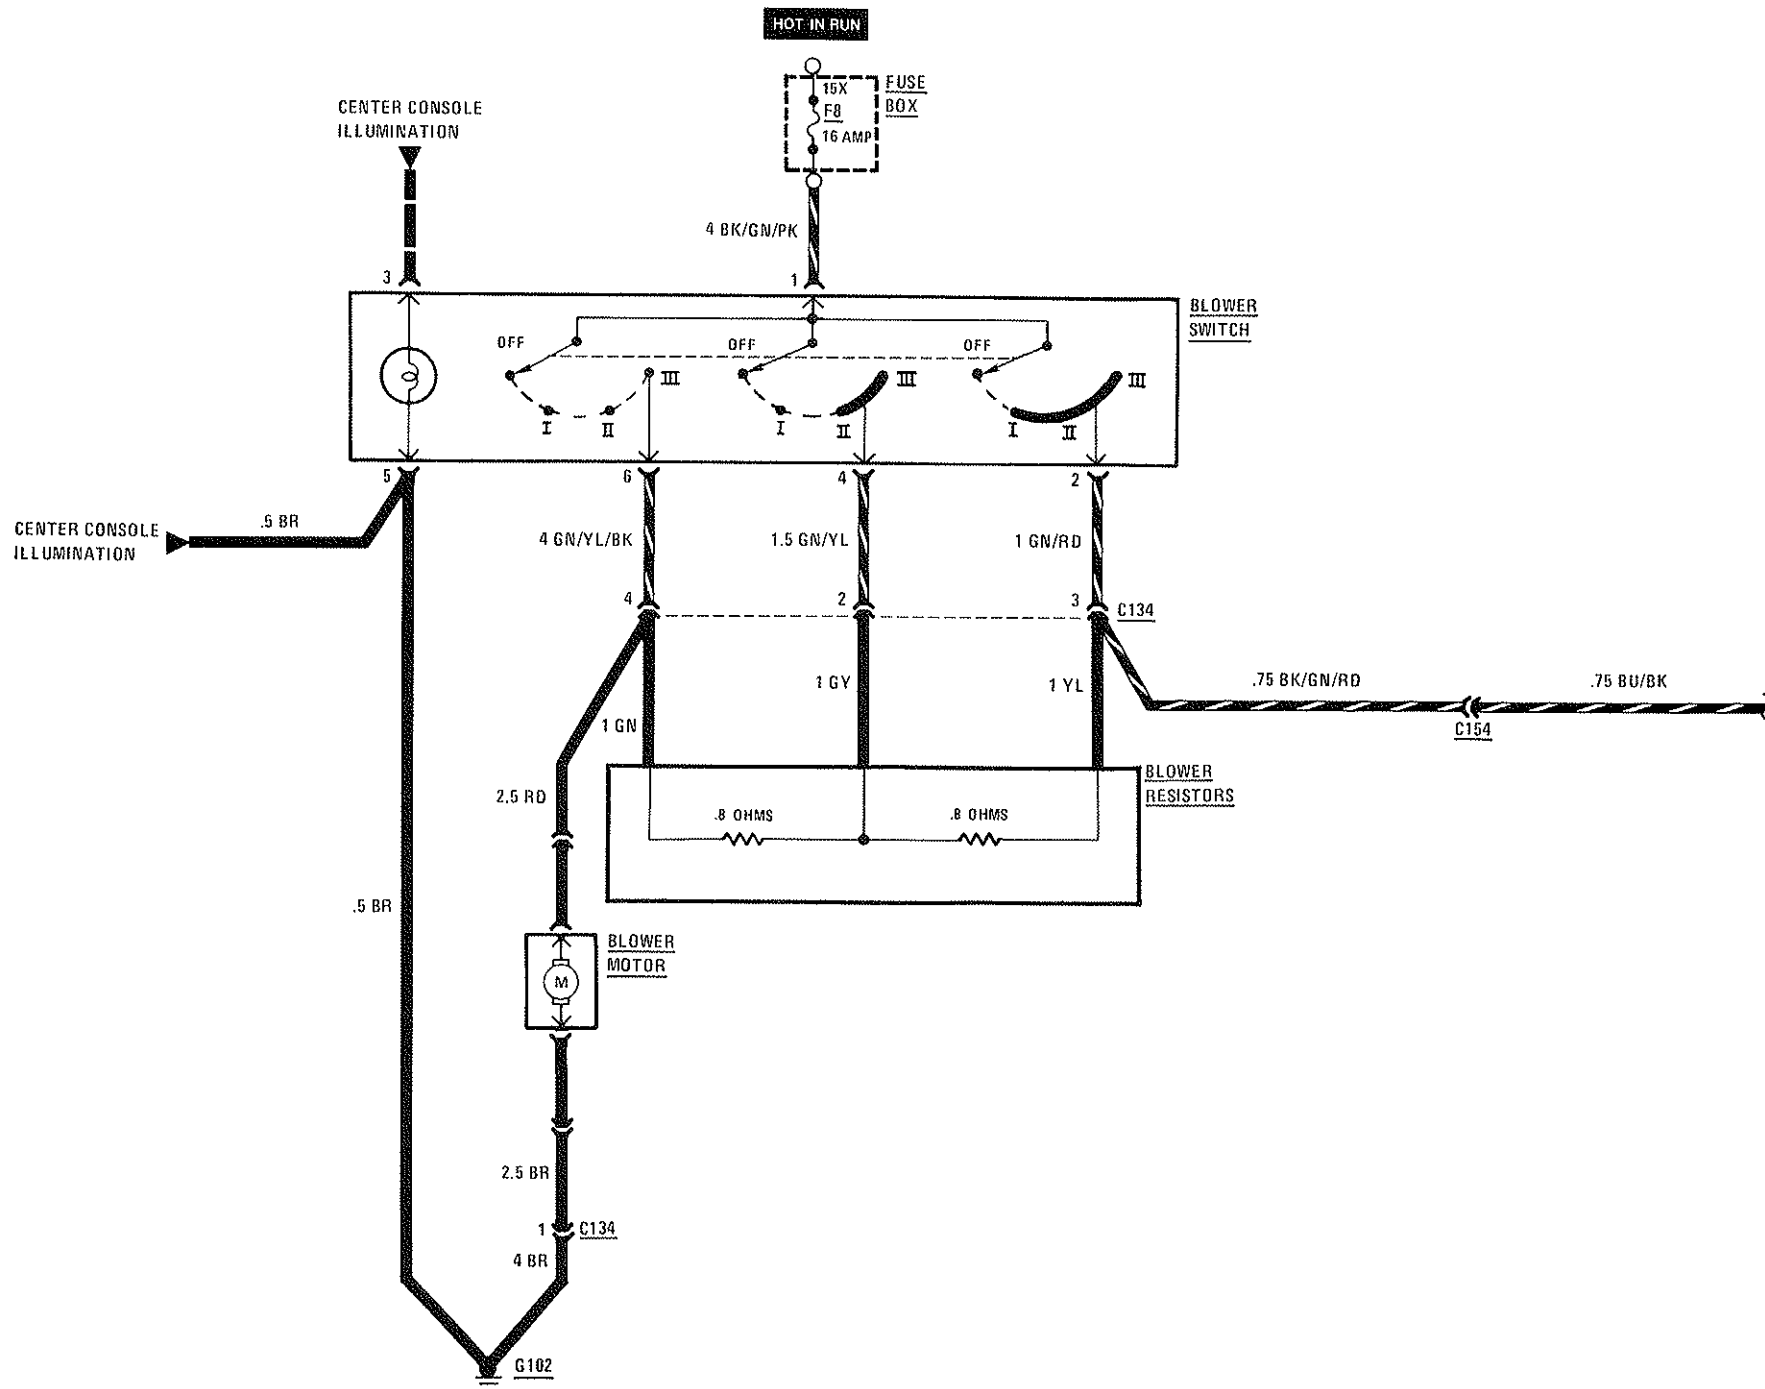 HOT IN RUN
15X
F8
16 AMP
FUSE
BOX
CENTER CONSOLE
ILLUMINATION
4 BK/GN/PK
3
1
BLOWER
SWITCH
OFF
OFF
OFF
III
III
III
I
II
I
II
I
II
5
6
4
2
CENTER CONSOLE
ILLUMINATION
.5 BR
4 GN/YL/BK
1.5 GN/YL
1 GN/RD
4
2
3
C134
1 GY
1 YL
.75 BK/GN/RD
.75 BU/BK
C154
1 GN
2.5 RD
BLOWER
RESISTORS
.8 OHMS
.8 OHMS
.5 BR
BLOWER
MOTOR
M
2.5 BR
1
C134
4 BR
G102